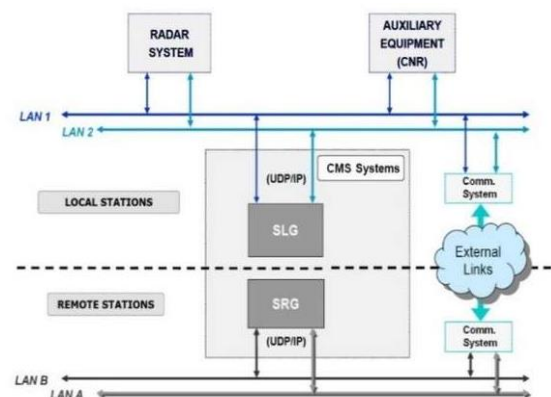 RADAR
SYSTEM
AUXILIARY
EQUIPMENT
(CNR)
LAN 1
LAN 2
(UDP/IP)
CMS Systems
Comm.
System
LOCAL STATIONS
SLG
External
Links
REMOTE STATIONS
SRG
(UDP/IP)
Comm.
System
LAN B
LAN A